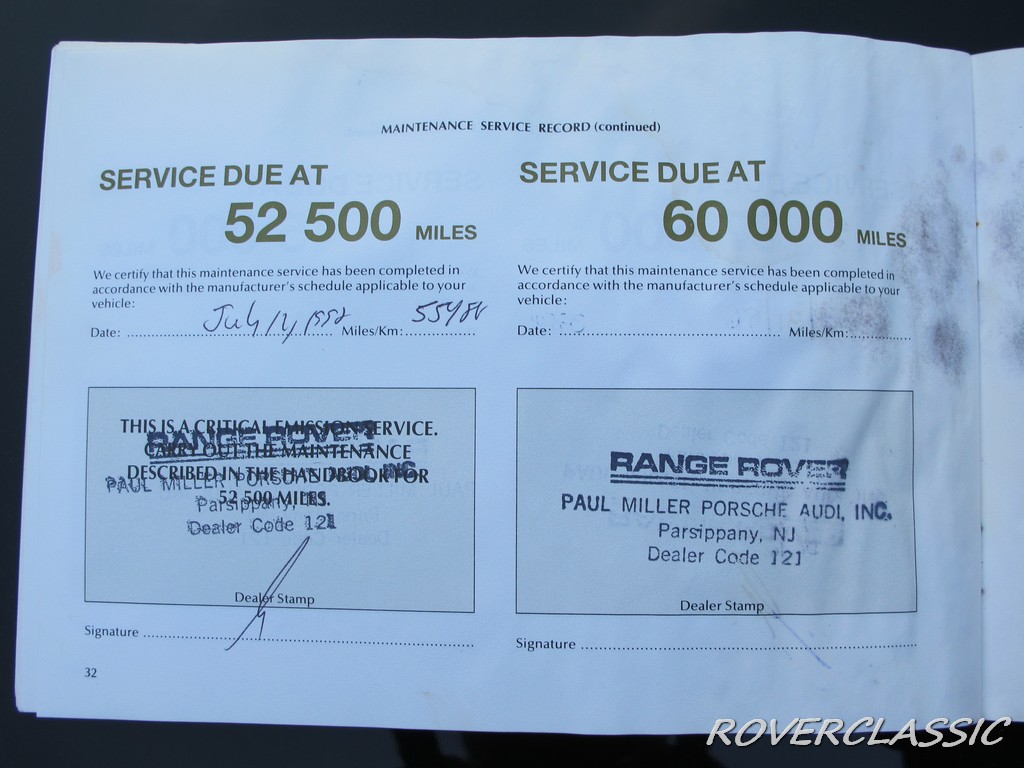 MAINTENANCE SERVICE RECORD (continued)
SERVICE DUE AT
52 500 MILES
We certify that this maintenance service has been completed in
accordance with the manufacturer's schedule applicable to your
vehicle:
Date: July 1992 Miles/Km:
THIS IS A CRITICAL EMISSION SERVICE.
RANGE ROVER
CARRY OUT THE MAINTENANCE
DESCRIBED IN THE HANDBOOK FOR
PAUL MILLER PORSCHE AUDI, INC.
52 500 MILES.
Parsippany, NJ
Dealer Code 121
Dealer Stamp
Signature
32
SERVICE DUE AT
60 000 MILES
We certify that this maintenance service has been completed in
accordance with the manufacturer's schedule applicable to your
vehicle:
Date: Miles/Km:
RANGE ROVER
PAUL MILLER PORSCHE AUDI, INC.
Parsippany, NJ
Dealer Code 121
Dealer Stamp
Signature
ROVERCLASSIC